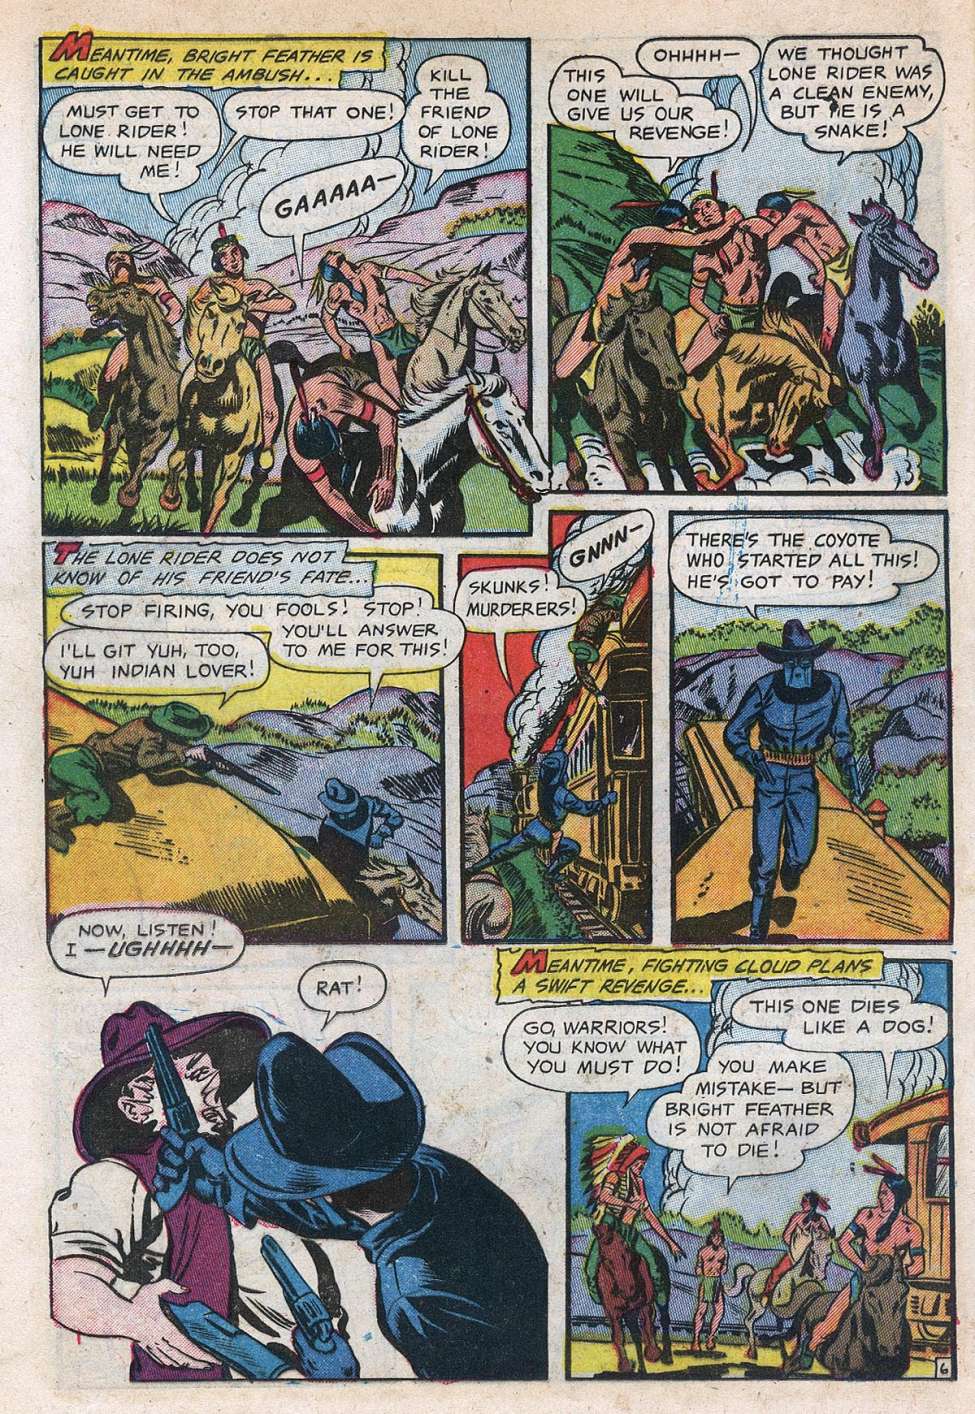 MEANTIME, BRIGHT FEATHER IS
CAUGHT IN THE AMBUSH...
MUST GET TO
LONE RIDER!
HE WILL NEED
ME!
STOP THAT ONE!
KILL
THE
FRIEND
OF LONE
RIDER!
GAAAAA—
THIS
ONE WILL
GIVE US OUR
REVENGE!
OHHHH—
WE THOUGHT
LONE RIDER WAS
A CLEAN ENEMY,
BUT HE IS A
SNAKE!
THE LONE RIDER DOES NOT
KNOW OF HIS FRIEND'S FATE...
STOP FIRING, YOU FOOLS! STOP!
YOU'LL ANSWER
TO ME FOR THIS!
I'LL GIT YUH, TOO,
YUH INDIAN LOVER!
SKUNKS!
MURDERERS!
GNNN—
THERE'S THE COYOTE
WHO STARTED ALL THIS!
HE'S GOT TO PAY!
NOW, LISTEN!
I —UGHHHH—
RAT!
MEANTIME, FIGHTING CLOUD PLANS
A SWIFT REVENGE...
GO, WARRIORS!
YOU KNOW WHAT
YOU MUST DO!
THIS ONE DIES
LIKE A DOG!
YOU MAKE
MISTAKE— BUT
BRIGHT FEATHER
IS NOT AFRAID
TO DIE!
6